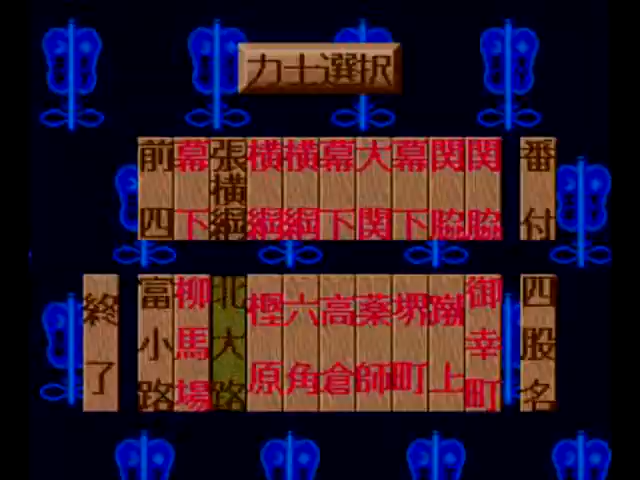 力士選択
番付
関脇
関脇
幕下
大関
幕下
横綱
横綱
張横綱
幕下
前四
四股名
御幸町
蹴上
堺町
薬師
高倉
六角
樫原
北大路
柳馬場
富小路
終了